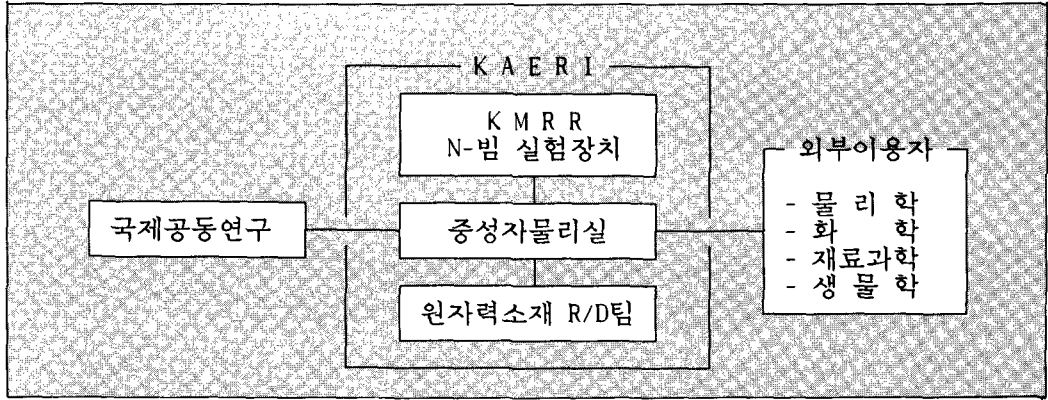 K A E R I
K M R R
N-빔 실험장치
국제공동연구
중성자물리실
원자력소재 R/D팀
외부이용자
- 물 리 학
- 화 학
- 재료과학
- 생 물 학